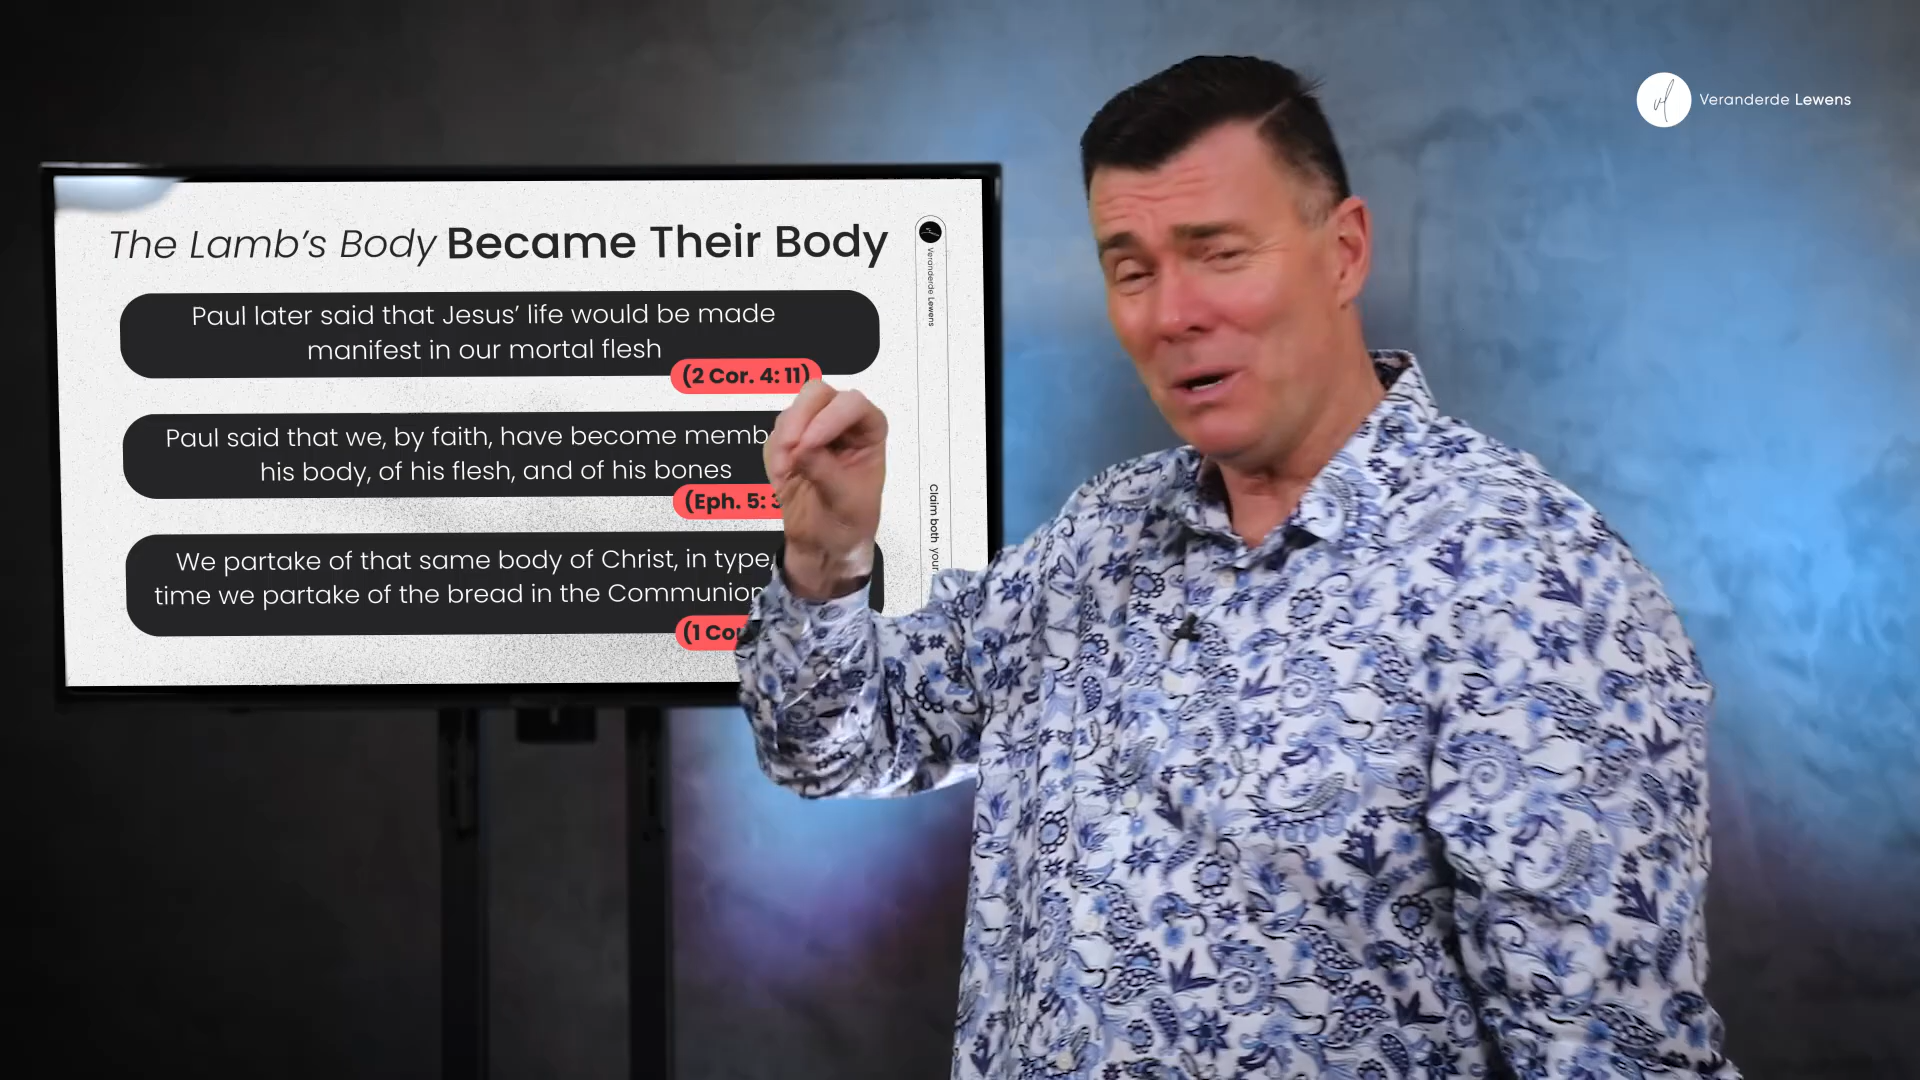 Veranderde Lewens
The Lamb's Body Became Their Body
Paul later said that Jesus' life would be made
manifest in our mortal flesh
(2 Cor. 4: 11)
Paul said that we, by faith, have become
his body, of his flesh, and of his bones
(Eph. 5:
We partake of that same body of Christ, in type,
time we partake of the bread in the Communion
(1
Veranderde Lewens
Claim both your